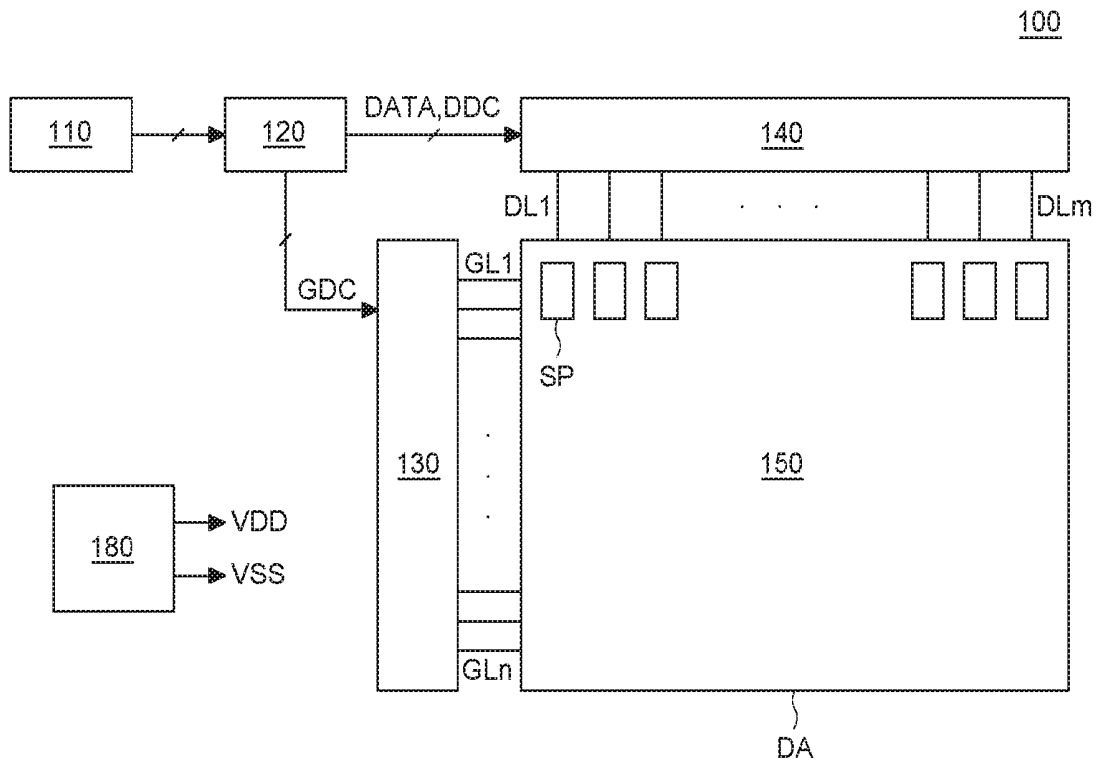 100
110
120
DATA,DDC
140
DL1
. . .
DLm
GDC
GL1
SP
130
150
180
VDD
VSS
GLn
DA